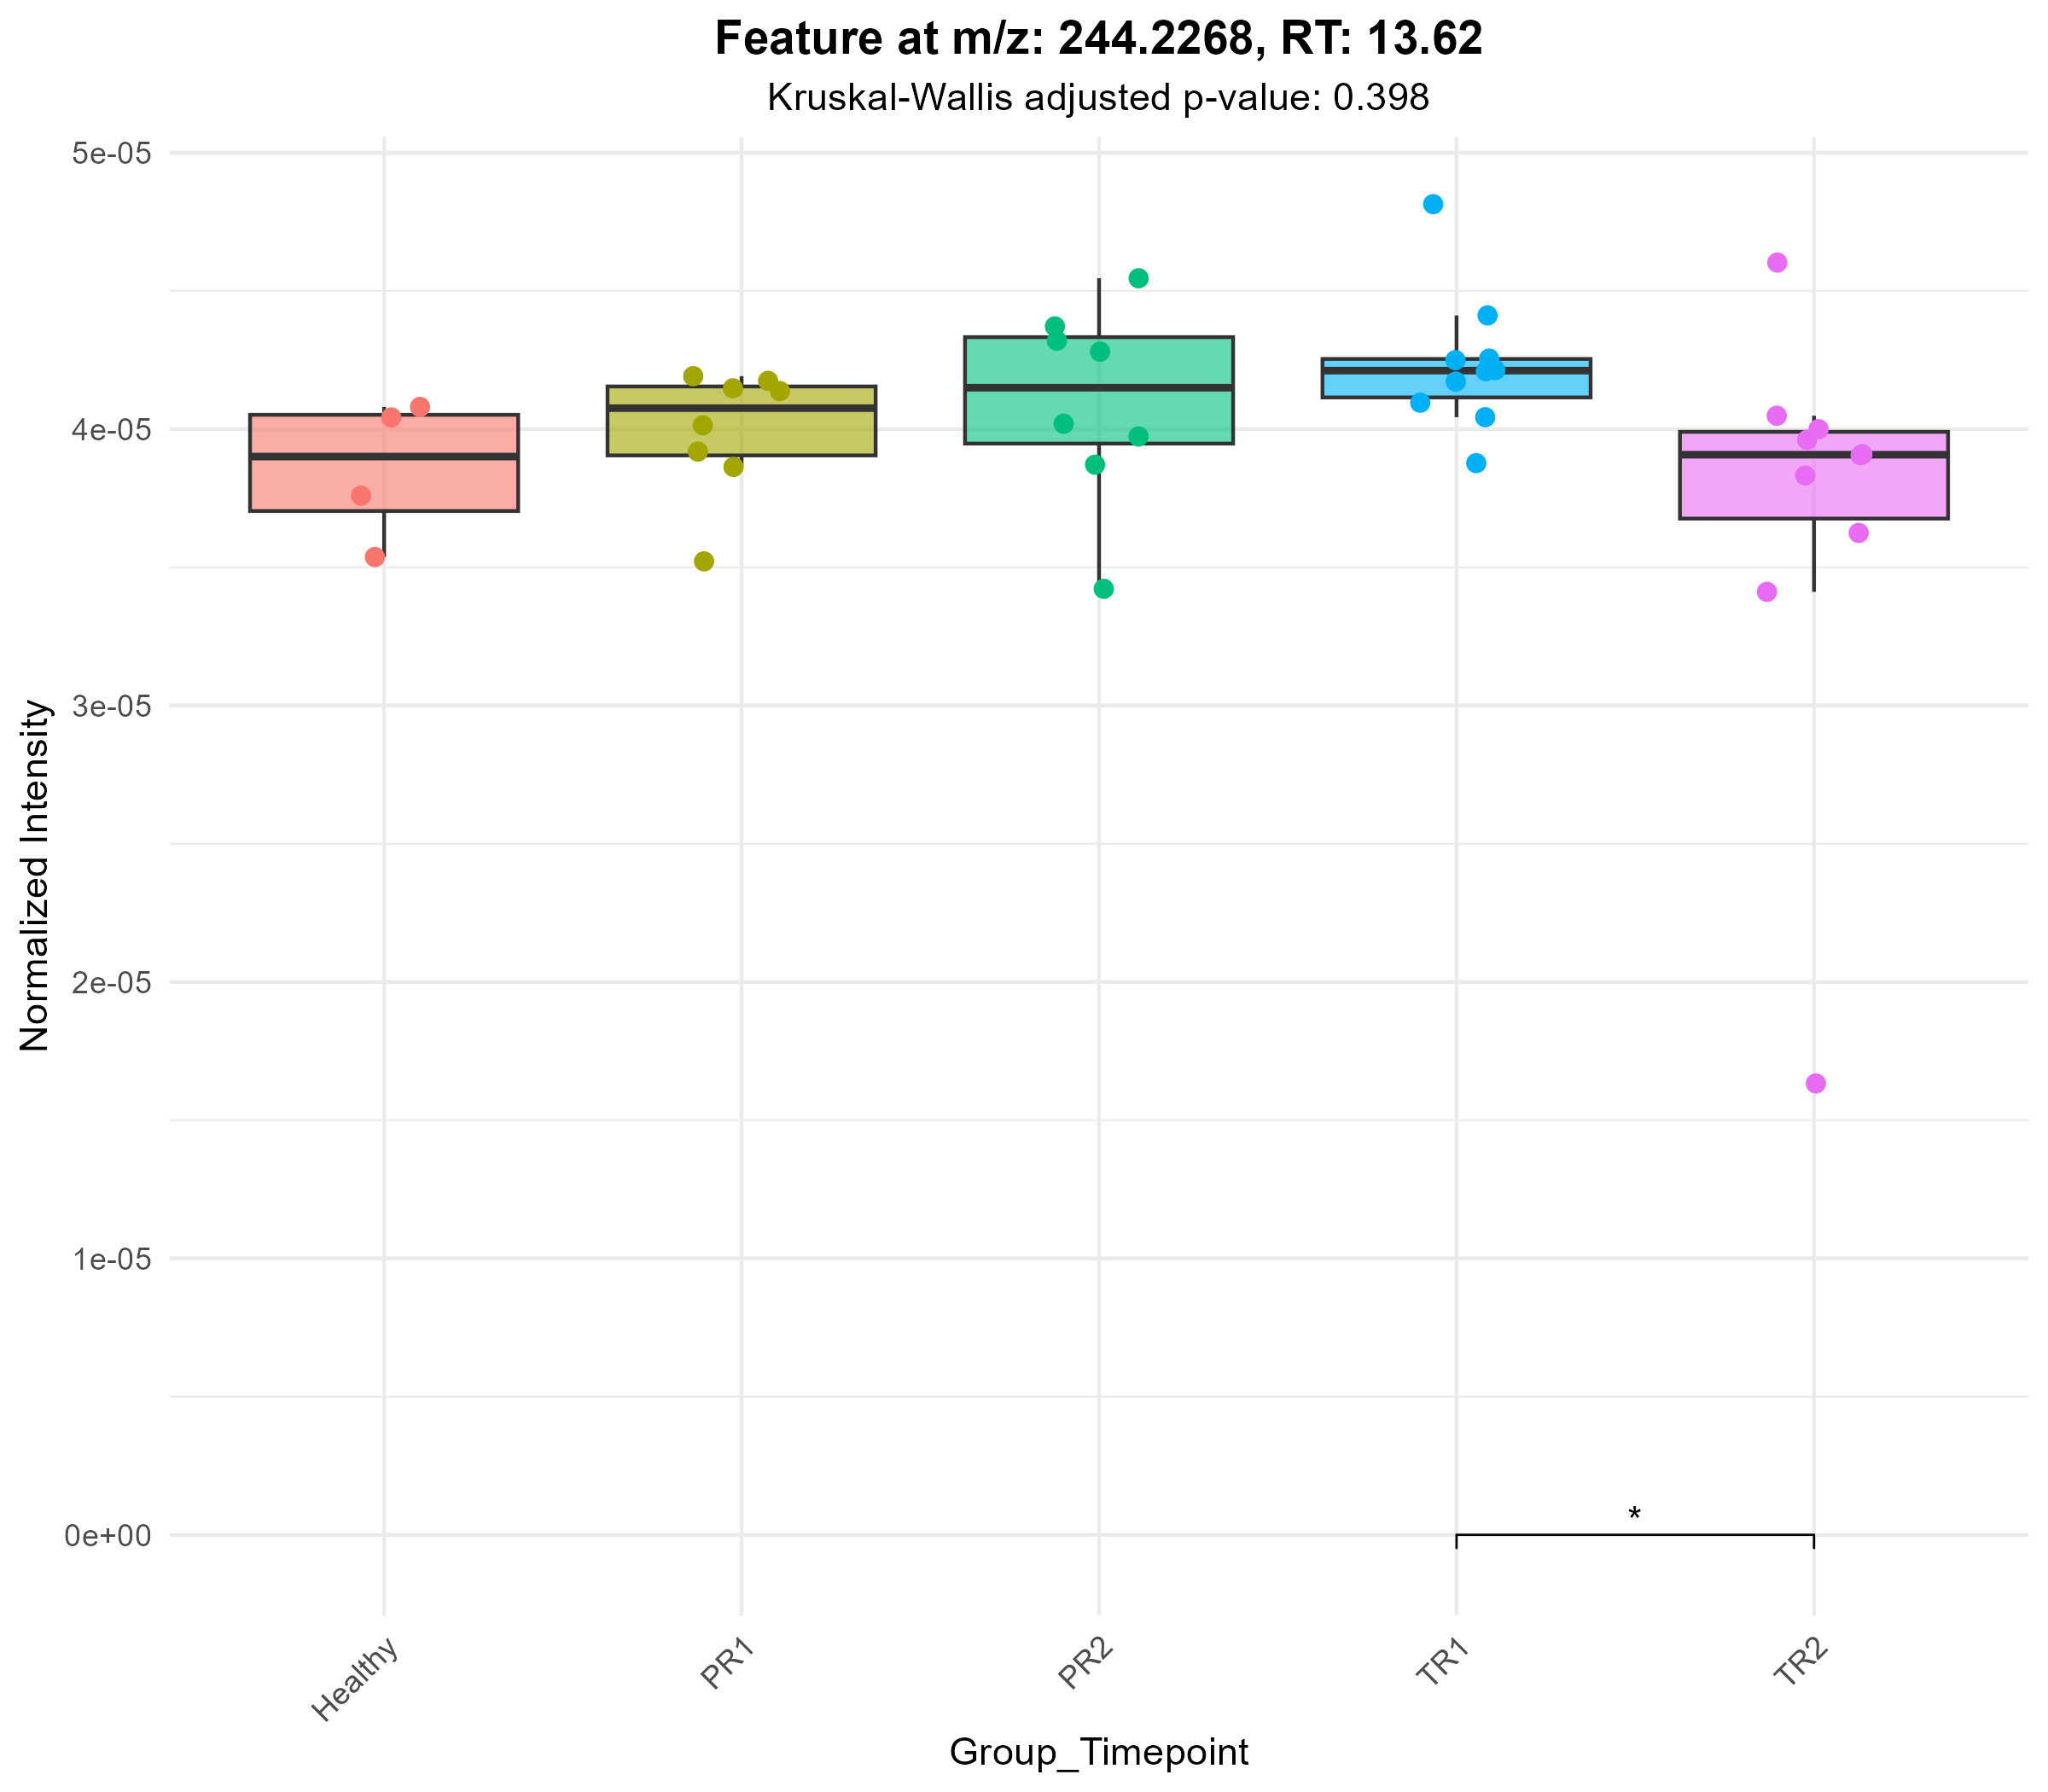 Feature at m/z: 244.2268, RT: 13.62
Kruskal-Wallis adjusted p-value: 0.398
Normalized Intensity
5e-05
4e-05
3e-05
2e-05
1e-05
0e+00
*
Healthy
PR1
PR2
TR1
TR2
Group_Timepoint